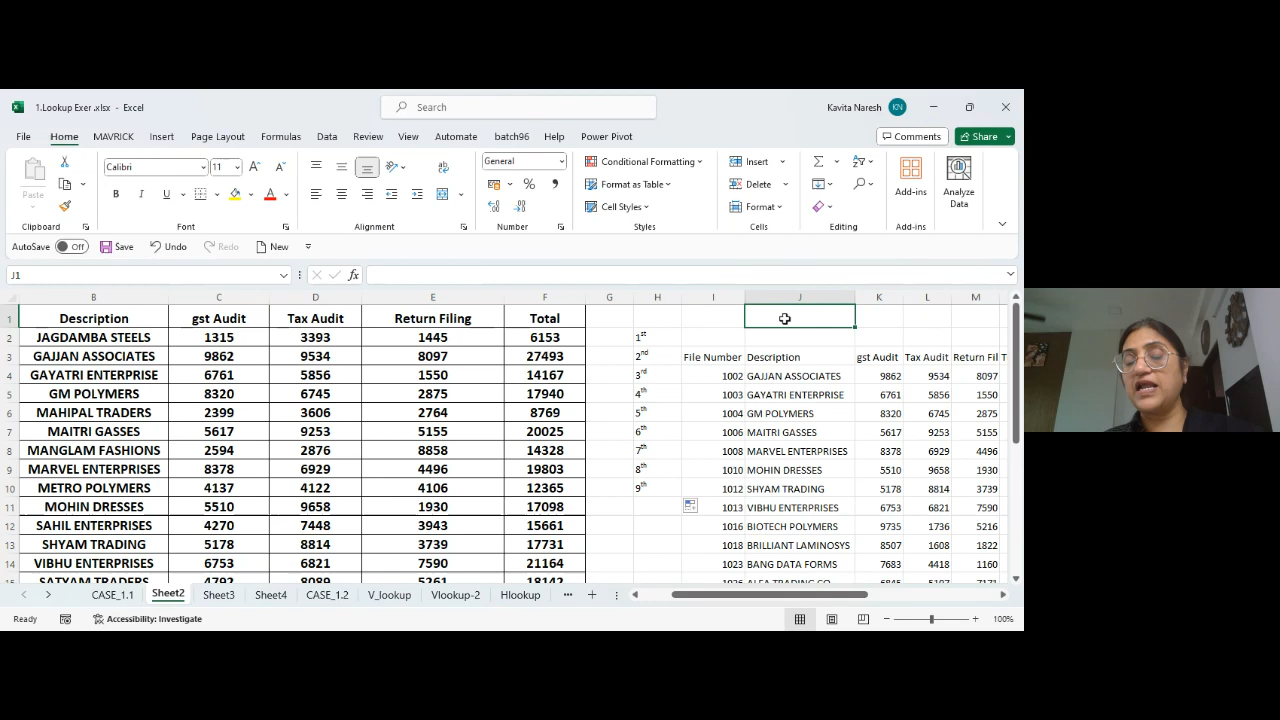 1.Lookup Exer .xlsx - Excel
Search
Kavita Naresh KN
File Home MAVRICK Insert Page Layout Formulas Data Review View Automate batch96 Help Power Pivot Comments Share
Paste Calibri 11 General Conditional Formatting Insert Add-ins Analyze Data
Format as Table Delete
B I U Cell Styles Format
Clipboard Font Alignment Number Styles Cells Editing Add-ins
AutoSave Off Save Undo Redo New
J1 fx
B C D E F G H I J K L M
1 Description gst Audit Tax Audit Return Filing Total
2 JAGDAMBA STEELS 1315 3393 1445 6153 1st
3 GAJJAN ASSOCIATES 9862 9534 8097 27493 2nd File Number Description gst Audit Tax Audit Return Fil T
4 GAYATRI ENTERPRISE 6761 5856 1550 14167 3rd 1002 GAJJAN ASSOCIATES 9862 9534 8097
5 GM POLYMERS 8320 6745 2875 17940 4th 1003 GAYATRI ENTERPRISE 6761 5856 1550
6 MAHIPAL TRADERS 2399 3606 2764 8769 5th 1004 GM POLYMERS 8320 6745 2875
7 MAITRI GASSES 5617 9253 5155 20025 6th 1006 MAITRI GASSES 5617 9253 5155
8 MANGLAM FASHIONS 2594 2876 8858 14328 7th 1008 MARVEL ENTERPRISES 8378 6929 4496
9 MARVEL ENTERPRISES 8378 6929 4496 19803 8th 1010 MOHIN DRESSES 5510 9658 1930
10 METRO POLYMERS 4137 4122 4106 12365 9th 1012 SHYAM TRADING 5178 8814 3739
11 MOHIN DRESSES 5510 9658 1930 17098 1013 VIBHU ENTERPRISES 6753 6821 7590
12 SAHIL ENTERPRISES 4270 7448 3943 15661 1016 BIOTECH POLYMERS 9735 1736 5216
13 SHYAM TRADING 5178 8814 3739 17731 1018 BRILLIANT LAMINOSYS 8507 1608 1822
14 VIBHU ENTERPRISES 6753 6821 7590 21164 1023 BANG DATA FORMS 7683 4418 1160
15 SATYAM TRADERS 4792 8089 5261 18142 1026 ALFA TRADING CO 6845 5107 7171
CASE_1.1 Sheet2 Sheet3 Sheet4 CASE_1.2 V_lookup Vlookup-2 Hlookup
Ready Accessibility: Investigate 100%